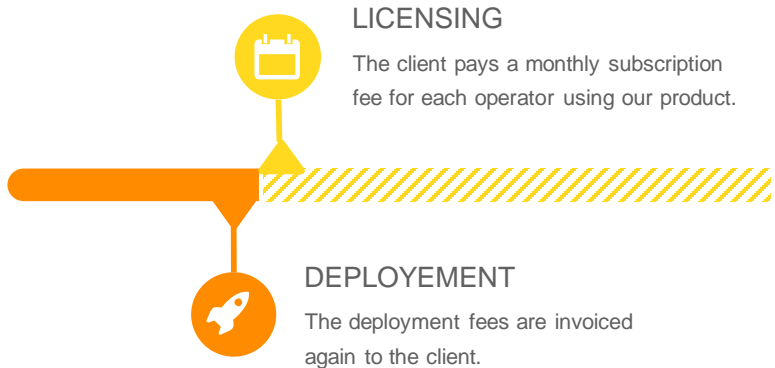 LICENSING
The client pays a monthly subscription
fee for each operator using our product.
DEPLOYEMENT
The deployment fees are invoiced
again to the client.